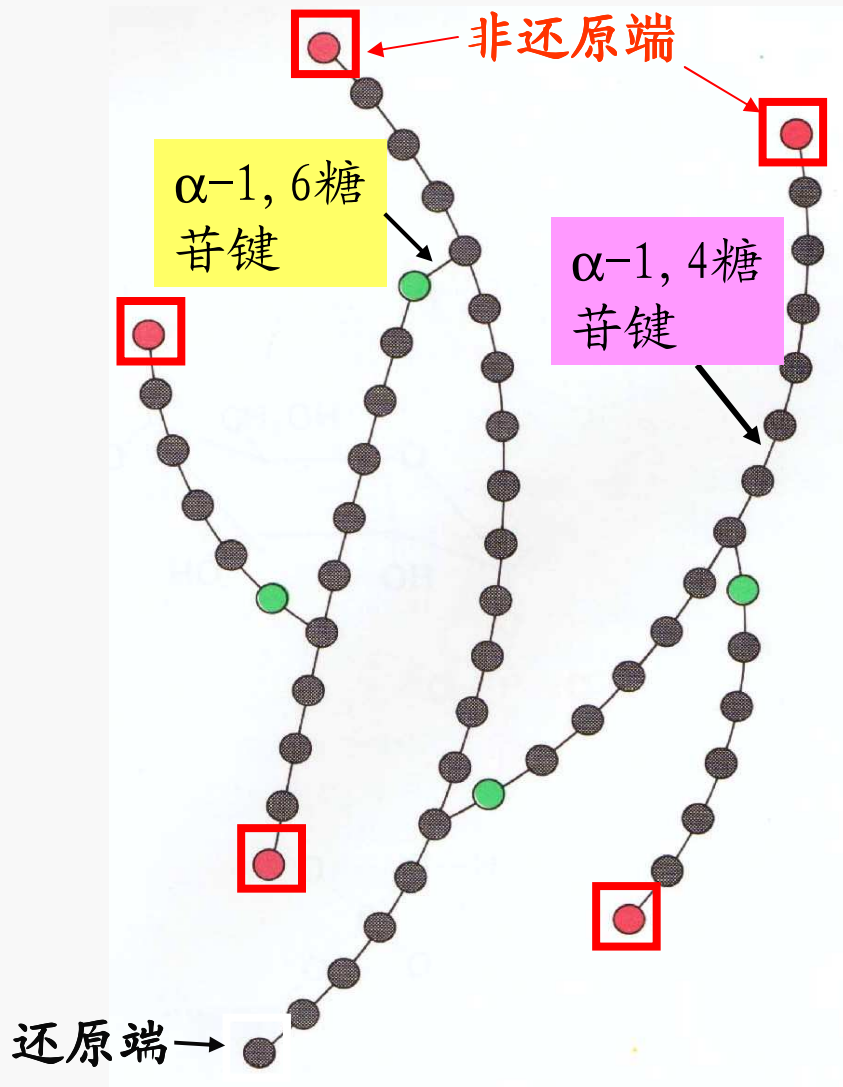 非还原端
α-1,6糖
苷键
α-1,4糖
苷键
还原端